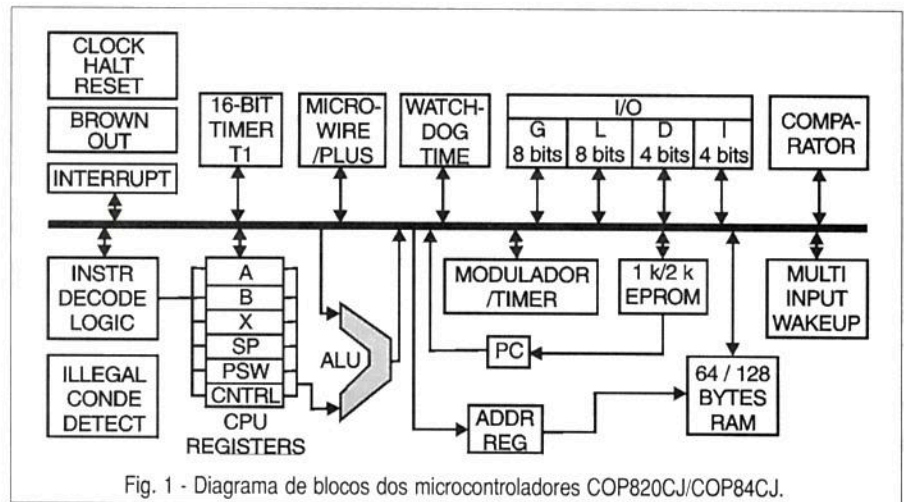 CLOCK
HALT
RESET
BROWN
OUT
INTERRUPT
16-BIT
TIMER
T1
MICRO-
WIRE
/PLUS
WATCH-
DOG
TIME
I/O
G
8 bits
L
8 bits
D
4 bits
I
4 bits
COMPA-
RATOR
INSTR
DECODE
LOGIC
ILLEGAL
CONDE
DETECT
A
B
X
SP
PSW
CNTRL
CPU
REGISTERS
ALU
MODULADOR
/TIMER
1 k/2 k
EPROM
MULTI
INPUT
WAKEUP
PC
ADDR
REG
64 / 128
BYTES
RAM
Fig. 1 - Diagrama de blocos dos microcontroladores COP820CJ/COP84CJ.